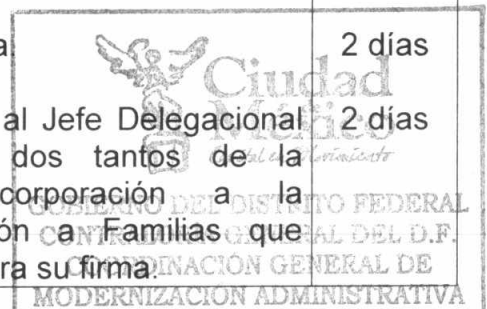 a. 2 días
Ciudad
México
al Jefe Delegacional 2 días
dos tantos de la
corporación a la
ón a Familias que
ra su firma.
GOBIERNO DEL DISTRITO FEDERAL
CONTRALORÍA GENERAL DEL D.F.
COORDINACIÓN GENERAL DE
MODERNIZACIÓN ADMINISTRATIVA